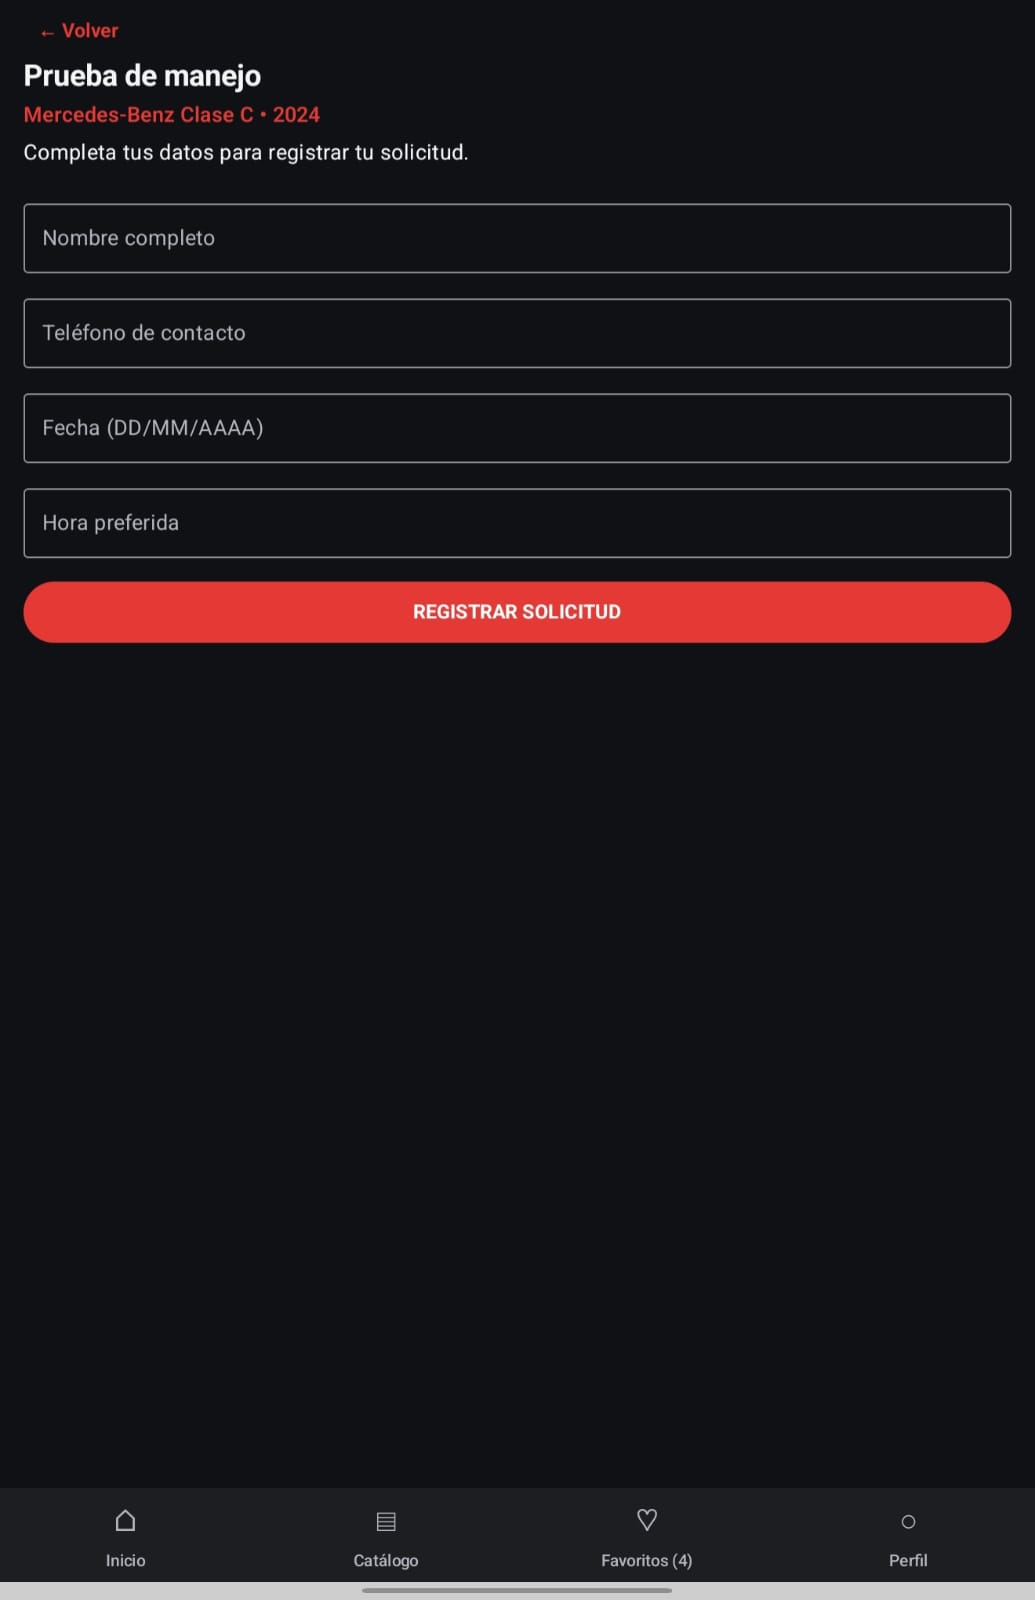 ← Volver
Prueba de manejo
Mercedes-Benz Clase C • 2024
Completa tus datos para registrar tu solicitud.
Nombre completo
Teléfono de contacto
Fecha (DD/MM/AAAA)
Hora preferida
REGISTRAR SOLICITUD
Inicio
Catálogo
Favoritos (4)
Perfil